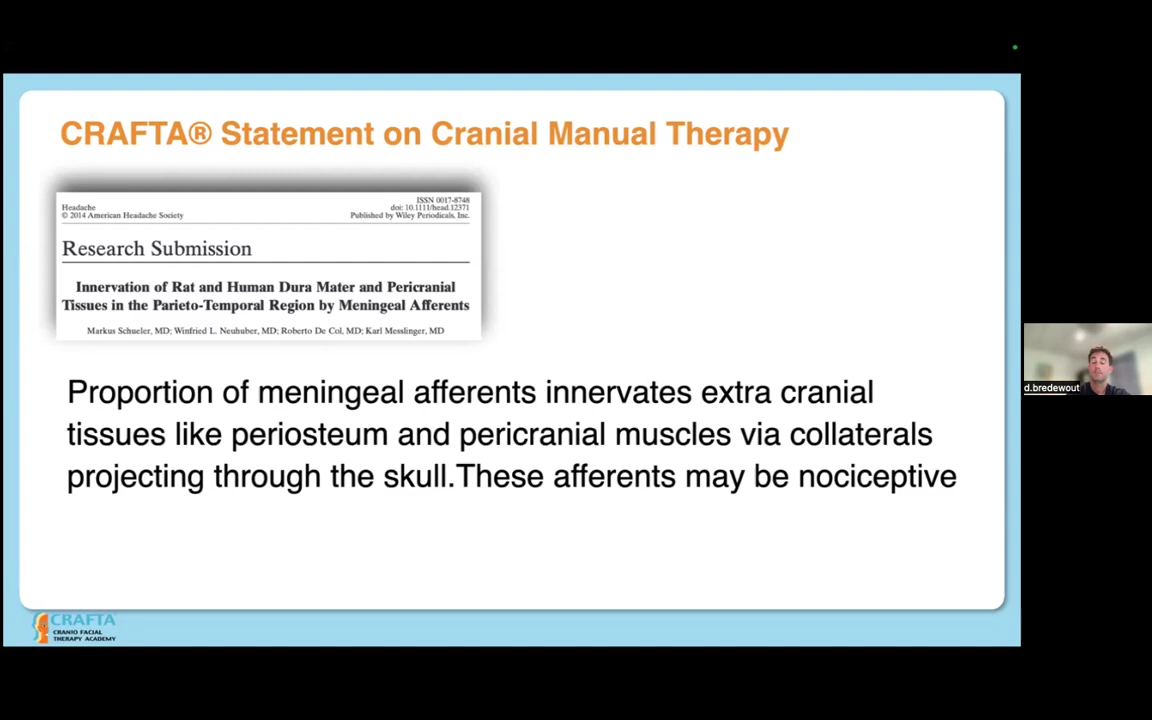 CRAFTA® Statement on Cranial Manual Therapy
ISSN 0017-8748
Headache
doi: 10.1111/head.12371
© 2014 American Headache Society
Published by Wiley Periodicals, Inc.
Research Submission
Innervation of Rat and Human Dura Mater and Pericranial
Tissues in the Parieto-Temporal Region by Meningeal Afferents
Markus Schueler, MD; Winfried L. Neuhuber, MD; Roberto De Col, MD; Karl Messlinger, MD
Proportion of meningeal afferents innervates extra cranial
tissues like periosteum and pericranial muscles via collaterals
projecting through the skull.These afferents may be nociceptive
d.bredewout
CRAFTA
CRANIO FACIAL
THERAPY ACADEMY